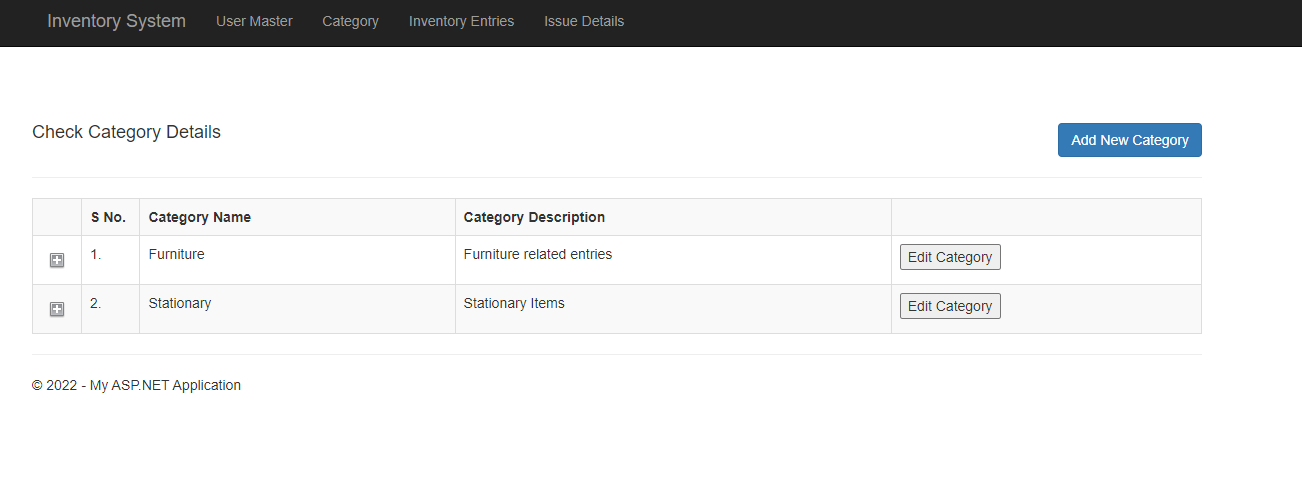 Inventory System User Master Category Inventory Entries Issue Details
Check Category Details
Add New Category
S No. Category Name Category Description
1. Furniture Furniture related entries Edit Category
2. Stationary Stationary Items Edit Category
© 2022 - My ASP.NET Application